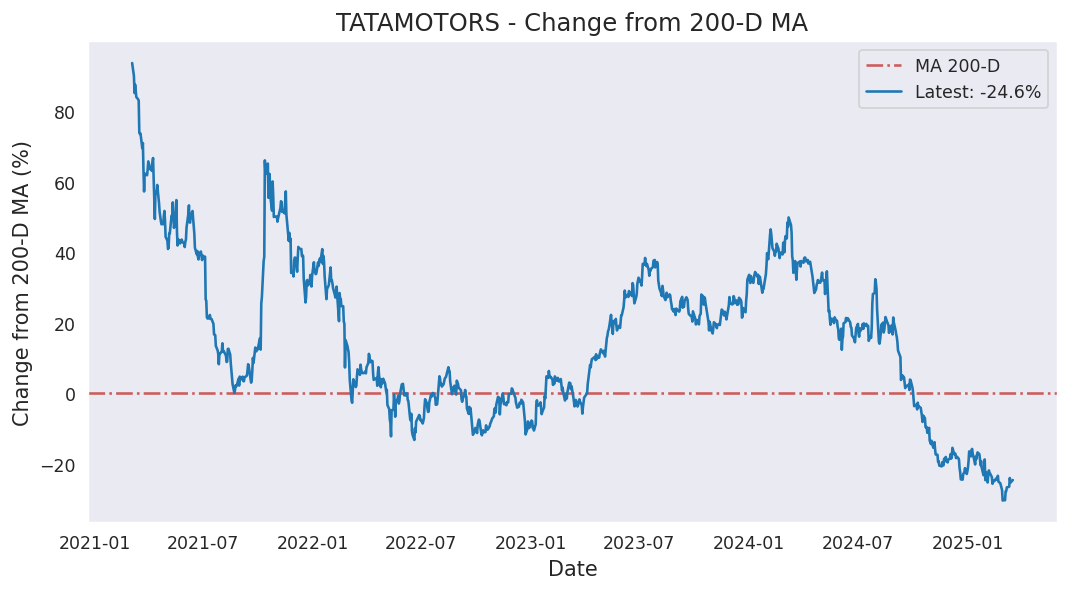 TATAMOTORS - Change from 200-D MA
MA 200-D
Latest: -24.6%
Change from 200-D MA (%)
80
60
40
20
0
−20
2021-01 2021-07 2022-01 2022-07 2023-01 2023-07 2024-01 2024-07 2025-01
Date